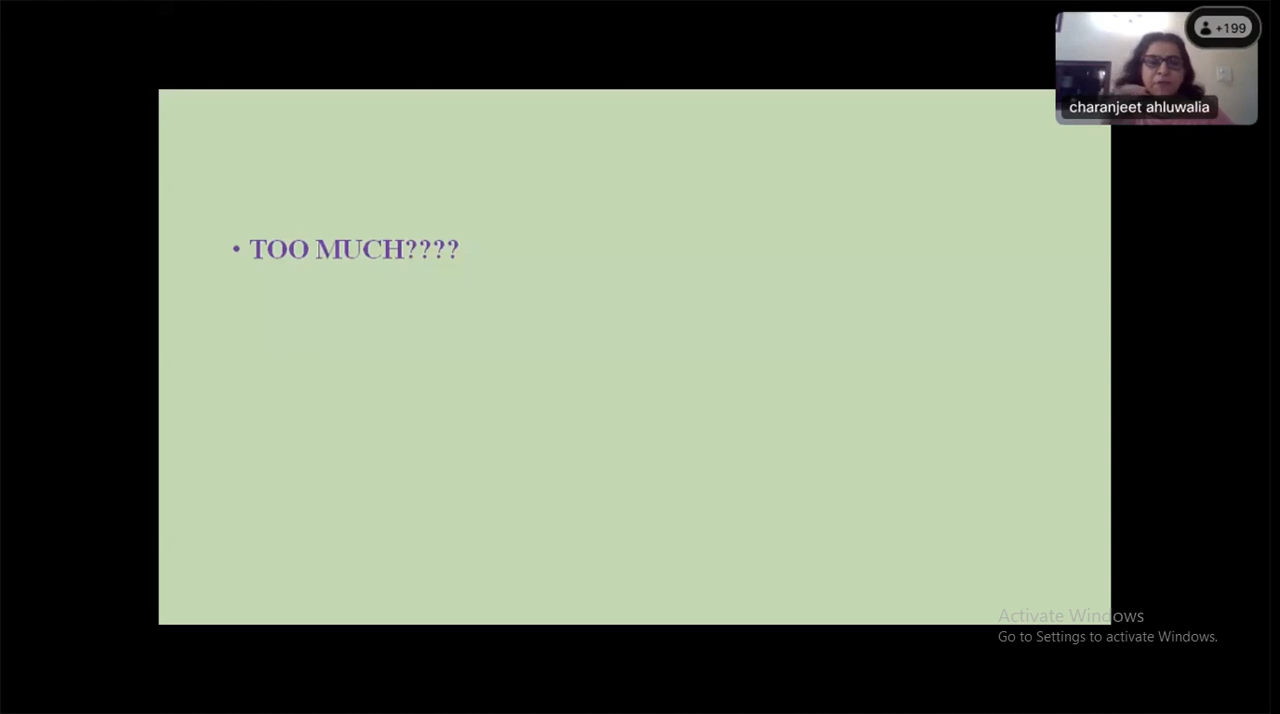 +199
charanjeet ahluwalia
• TOO MUCH????
Activate Windows
Go to Settings to activate Windows.